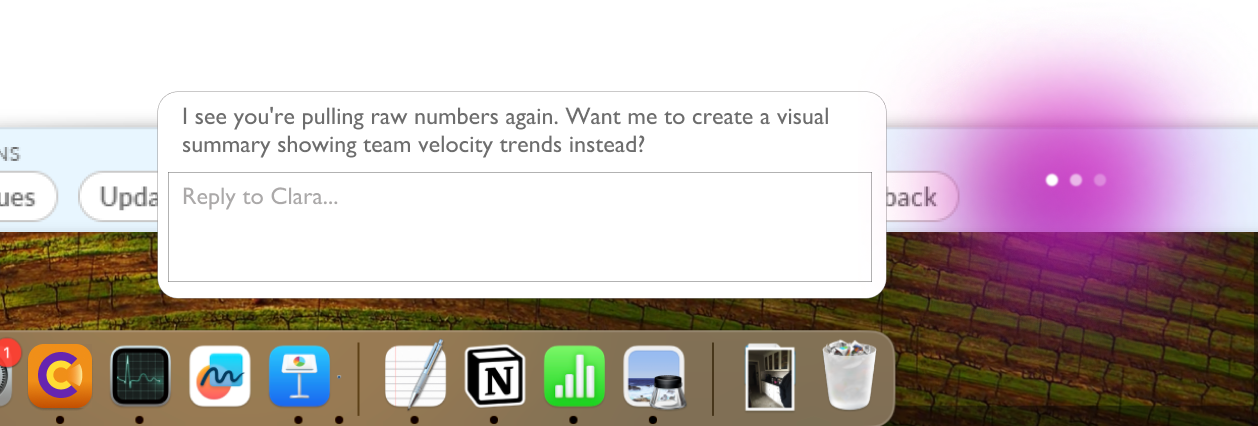 I see you're pulling raw numbers again. Want me to create a visual
summary showing team velocity trends instead?
NS
ues
Upda
Reply to Clara...
back
1
N